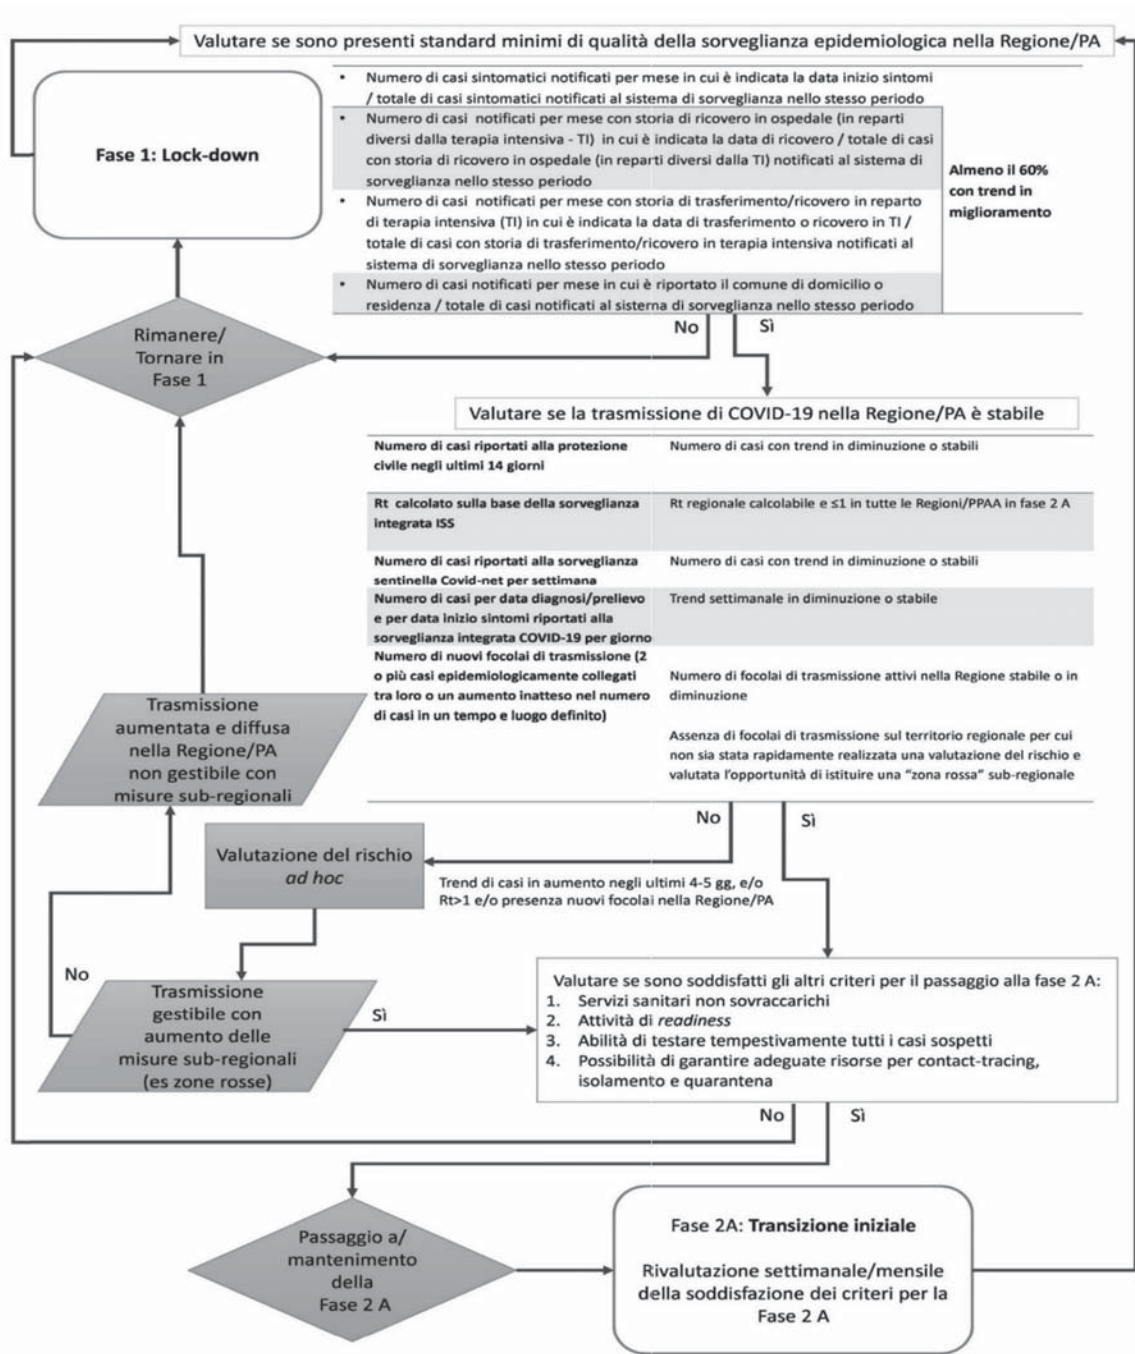 Valutare se sono presenti standard minimi di qualità della sorveglianza epidemiologica nella Regione/PA
Fase 1: Lock-down
• Numero di casi sintomatici notificati per mese in cui è indicata la data inizio sintomi
/ totale di casi sintomatici notificati al sistema di sorveglianza nello stesso periodo
• Numero di casi notificati per mese con storia di ricovero in ospedale (in reparti
diversi dalla terapia intensiva - TI) in cui è indicata la data di ricovero / totale di casi
con storia di ricovero in ospedale (in reparti diversi dalla TI) notificati al sistema di
sorveglianza nello stesso periodo
• Numero di casi notificati per mese con storia di trasferimento/ricovero in reparto
di terapia intensiva (TI) in cui è indicata la data di trasferimento o ricovero in TI /
totale di casi con storia di trasferimento/ricovero in terapia intensiva notificati al
sistema di sorveglianza nello stesso periodo
• Numero di casi notificati per mese in cui è riportato il comune di domicilio o
residenza / totale di casi notificati al sistema di sorveglianza nello stesso periodo
Almeno il 60%
con trend in
miglioramento
No
Sì
Rimanere/
Tornare in
Fase 1
Valutare se la trasmissione di COVID-19 nella Regione/PA è stabile
Numero di casi riportati alla protezione
civile negli ultimi 14 giorni
Numero di casi con trend in diminuzione o stabili
Rt calcolato sulla base della sorveglianza
integrata ISS
Rt regionale calcolabile e ≤1 in tutte le Regioni/PPAA in fase 2 A
Numero di casi riportati alla sorveglianza
sentinella Covid-net per settimana
Numero di casi con trend in diminuzione o stabili
Numero di casi per data diagnosi/prelievo
e per data inizio sintomi riportati alla
sorveglianza integrata COVID-19 per giorno
Trend settimanale in diminuzione o stabile
Numero di nuovi focolai di trasmissione (2
o più casi epidemiologicamente collegati
tra loro o un aumento inatteso nel numero
di casi in un tempo e luogo definito)
Numero di focolai di trasmissione attivi nella Regione stabile o in
diminuzione
Assenza di focolai di trasmissione sul territorio regionale per cui
non sia stata rapidamente realizzata una valutazione del rischio e
valutata l'opportunità di istituire una "zona rossa" sub-regionale
Trasmissione
aumentata e diffusa
nella Regione/PA
non gestibile con
misure sub-regionali
No
Sì
Valutazione del rischio
ad hoc
Trend di casi in aumento negli ultimi 4-5 gg, e/o
Rt>1 e/o presenza nuovi focolai nella Regione/PA
No
Trasmissione
gestibile con
aumento delle
misure sub-regionali
(es zone rosse)
Sì
Valutare se sono soddisfatti gli altri criteri per il passaggio alla fase 2 A:
1. Servizi sanitari non sovraccarichi
2. Attività di readiness
3. Abilità di testare tempestivamente tutti i casi sospetti
4. Possibilità di garantire adeguate risorse per contact-tracing,
isolamento e quarantena
No
Sì
Passaggio a/
mantenimento
della
Fase 2 A
Fase 2A: Transizione iniziale
Rivalutazione settimanale/mensile
della soddisfazione dei criteri per la
Fase 2 A